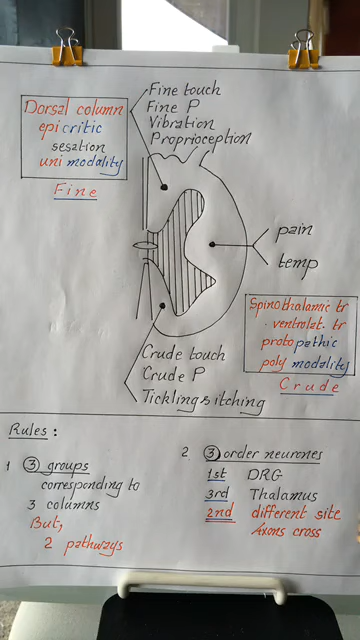 Fine touch
Fine P
Vibration
Proprioception
Dorsal column
epicritic
sesation
uni modality
Fine
pain
temp
Spinothalamic tr
ventrolat. tr
proto pathic
poly modality
Crude
Crude touch
Crude P
Tickling & itching
Rules :
1 3 groups
corresponding to
3 columns
But,
2 pathways
2. 3 order neurones
1st DRG
3rd Thalamus
2nd different site
Axons cross